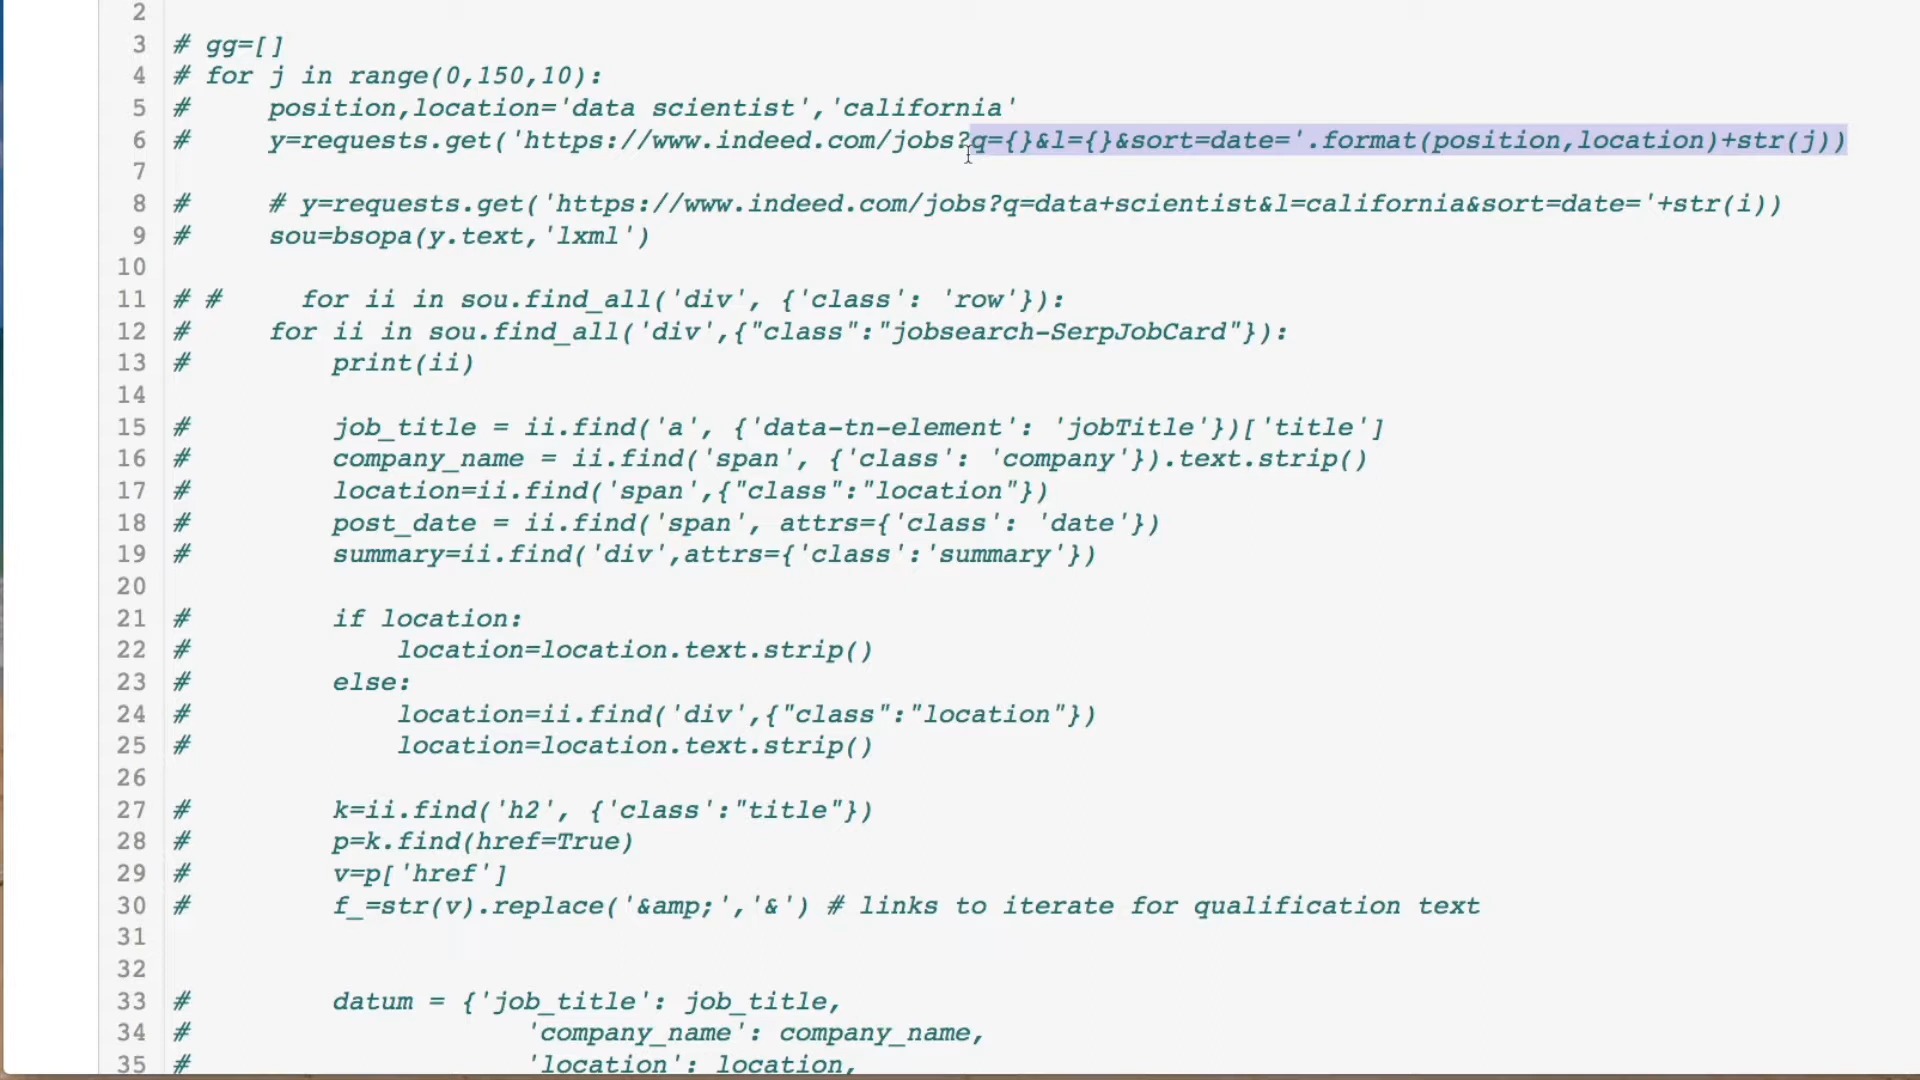 2
3 # gg=[]
4 # for j in range(0,150,10):
5 #     position,location='data scientist','california'
6 #     y=requests.get('https://www.indeed.com/jobs?q={}&l={}&sort=date='.format(position,location)+str(j))
7
8 #     # y=requests.get('https://www.indeed.com/jobs?q=data+scientist&l=california&sort=date='+str(i))
9 #     sou=bsopa(y.text,'lxml')
10
11 # #     for ii in sou.find_all('div', {'class': 'row'}):
12 #     for ii in sou.find_all('div',{"class":"jobsearch-SerpJobCard"}):
13 #         print(ii)
14
15 #         job_title = ii.find('a', {'data-tn-element': 'jobTitle'})['title']
16 #         company_name = ii.find('span', {'class': 'company'}).text.strip()
17 #         location=ii.find('span',{"class":"location"})
18 #         post_date = ii.find('span', attrs={'class': 'date'})
19 #         summary=ii.find('div',attrs={'class':'summary'})
20
21 #         if location:
22 #             location=location.text.strip()
23 #         else:
24 #             location=ii.find('div',{"class":"location"})
25 #             location=location.text.strip()
26
27 #         k=ii.find('h2', {'class':"title"})
28 #         p=k.find(href=True)
29 #         v=p['href']
30 #         f_=str(v).replace('&amp;','&') # links to iterate for qualification text
31
32
33 #         datum = {'job_title': job_title,
34 #                     'company_name': company_name,
35 #                     'location': location,